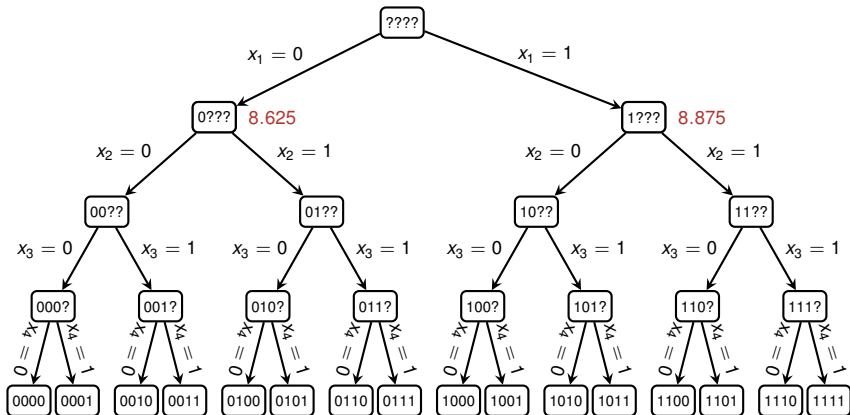 ????
x₁ = 0 x₁ = 1
0??? 8.625 1??? 8.875
x₂ = 0 x₂ = 1 x₂ = 0 x₂ = 1
00?? 01?? 10?? 11??
x₃ = 0 x₃ = 1 x₃ = 0 x₃ = 1 x₃ = 0 x₃ = 1 x₃ = 0 x₃ = 1
000? 001? 010? 011? 100? 101? 110? 111?
x₄ = 0 x₄ = 1 x₄ = 0 x₄ = 1 x₄ = 0 x₄ = 1 x₄ = 0 x₄ = 1 x₄ = 0 x₄ = 1 x₄ = 0 x₄ = 1 x₄ = 0 x₄ = 1 x₄ = 0 x₄ = 1
0000 0001 0010 0011 0100 0101 0110 0111 1000 1001 1010 1011 1100 1101 1110 1111